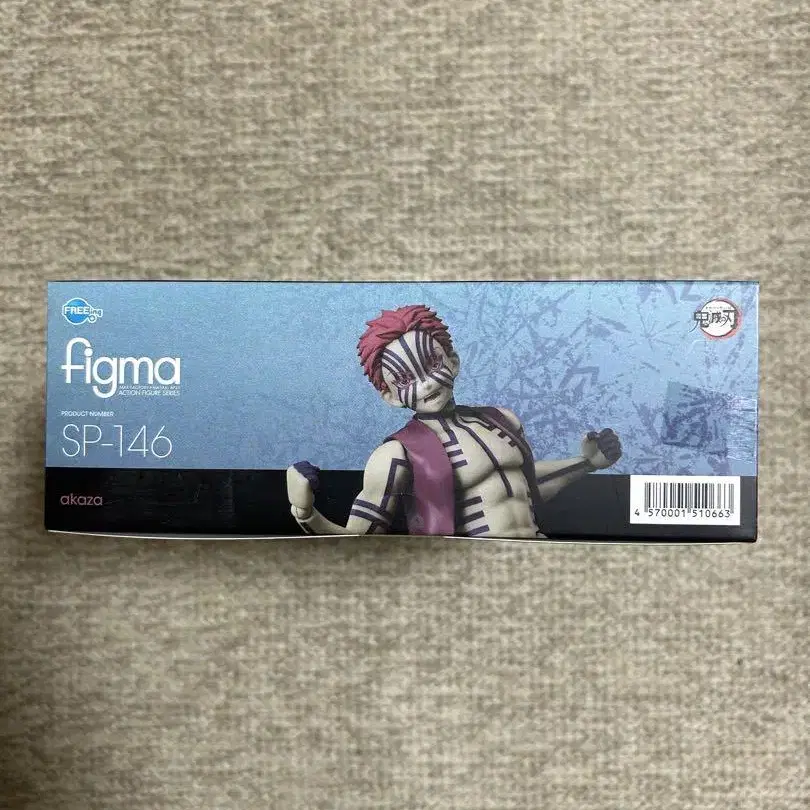 FREEing
figma
ACTION FIGURE SERIES
PRODUCT NUMBER
SP-146
akaza
鬼滅の刃
4 570001 510663